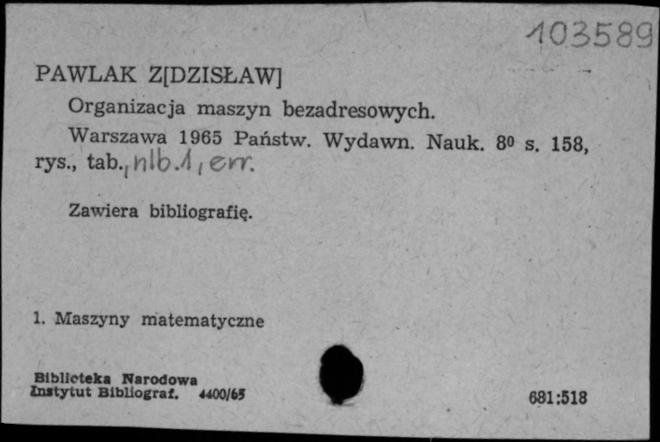 103589
PAWLAK Z[DZISŁAW]
Organizacja maszyn bezadresowych.
Warszawa 1965 Państw. Wydawn. Nauk. 8⁰ s. 158,
rys., tab., nlb.1, err.
Zawiera bibliografię.
1. Maszyny matematyczne
Biblioteka Narodowa
Instytut Bibliograf. 4400/65
681:518